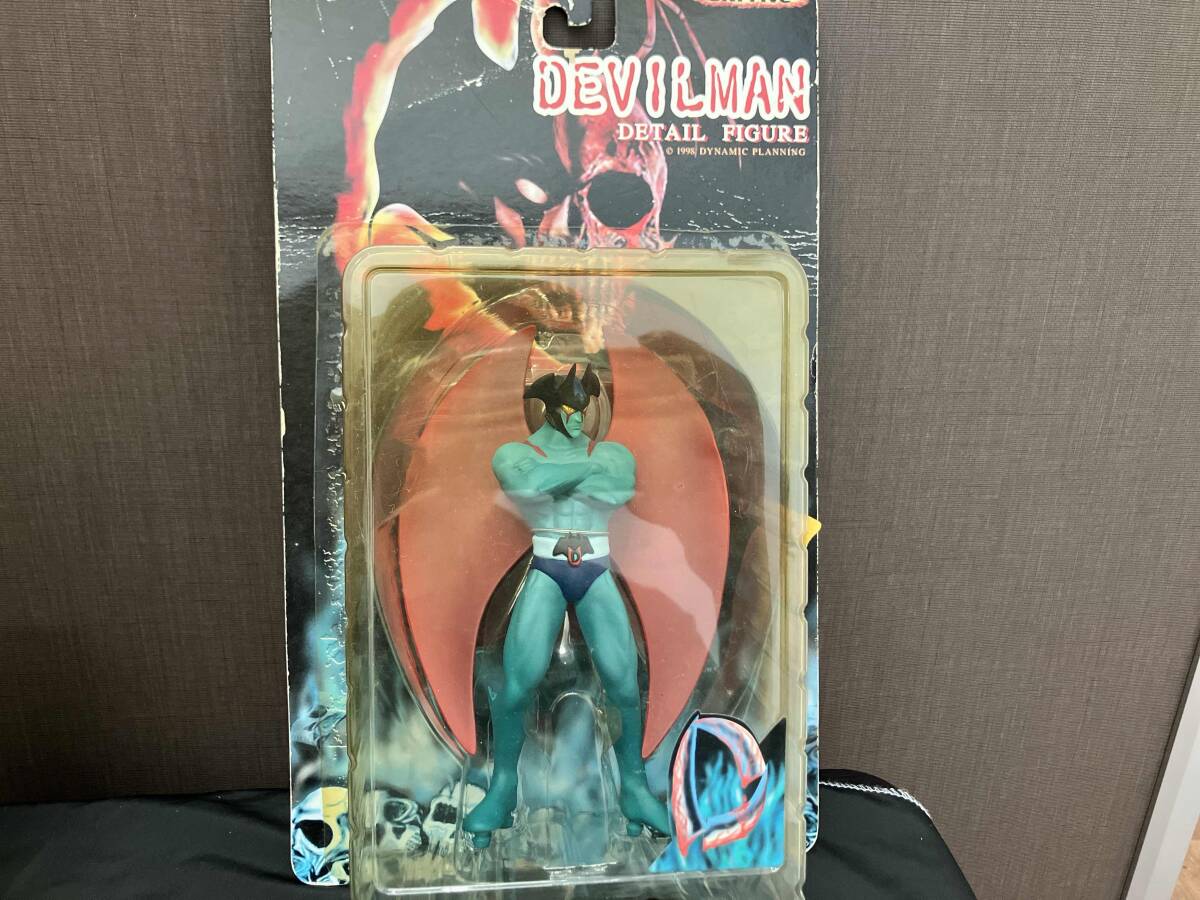 DEVILMAN
DETAIL FIGURE
© 1998 DYNAMIC PLANNING
D